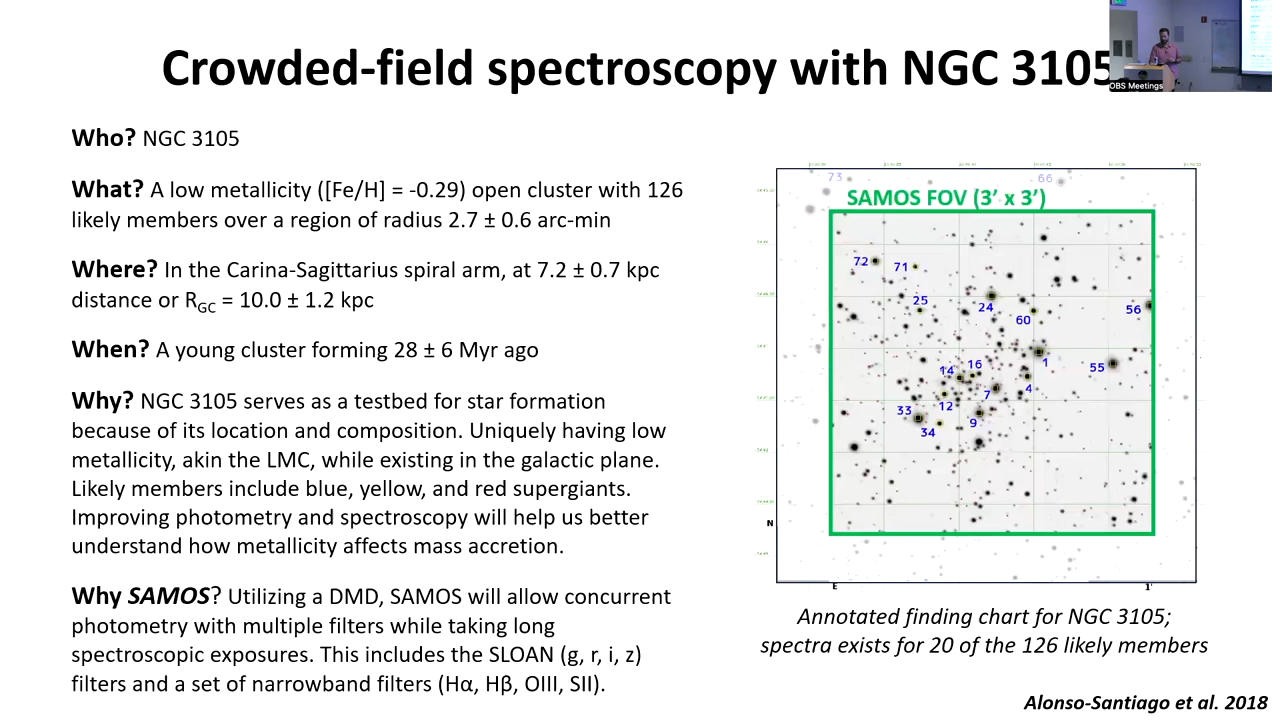 Crowded-field spectroscopy with NGC 3105
OBS Meetings
Who? NGC 3105
What? A low metallicity ([Fe/H] = -0.29) open cluster with 126
likely members over a region of radius 2.7 ± 0.6 arc-min
Where? In the Carina-Sagittarius spiral arm, at 7.2 ± 0.7 kpc
distance or RGC = 10.0 ± 1.2 kpc
When? A young cluster forming 28 ± 6 Myr ago
Why? NGC 3105 serves as a testbed for star formation
because of its location and composition. Uniquely having low
metallicity, akin the LMC, while existing in the galactic plane.
Likely members include blue, yellow, and red supergiants.
Improving photometry and spectroscopy will help us better
understand how metallicity affects mass accretion.
Why SAMOS? Utilizing a DMD, SAMOS will allow concurrent
photometry with multiple filters while taking long
spectroscopic exposures. This includes the SLOAN (g, r, i, z)
filters and a set of narrowband filters (Hα, Hβ, OIII, SII).
73
66
SAMOS FOV (3’ x 3’)
72
71
25
24
60
56
1
55
14
16
4
7
12
33
9
34
N
E
1'
Annotated finding chart for NGC 3105;
spectra exists for 20 of the 126 likely members
Alonso-Santiago et al. 2018